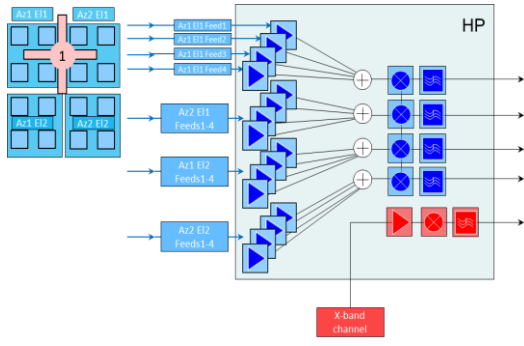 Az1 El1
Az2 El1
1
Az1 El2
Az2 El2
Az1 El1 Feed1
Az1 El1 Feed2
Az1 El1 Feed3
Az1 El1 Feed4
Az2 El1
Feeds1-4
Az1 El2
Feeds1-4
Az2 El2
Feeds1-4
HP
X-band
channel